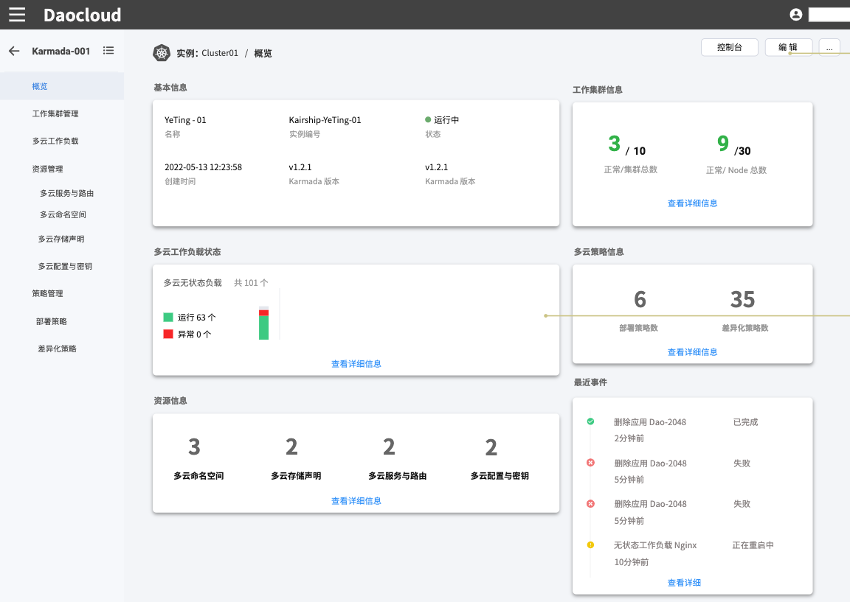 Daocloud
Karmada-001
概览
工作集群管理
多云工作负载
资源管理
多云服务与路由
多云命名空间
多云存储声明
多云配置与密钥
策略管理
部署策略
差异化策略
实例: Cluster01 / 概览
控制台
编 辑
...
基本信息
YeTing - 01
名称
Kairship-YeTing-01
实例编号
运行中
状态
2022-05-13 12:23:58
创建时间
v1.2.1
Karmada 版本
v1.2.1
Karmada 版本
工作集群信息
3 / 10
正常/集群总数
9 /30
正常/ Node 总数
查看详细信息
多云工作负载状态
多云无状态负载 共 101 个
运行 63 个
异常 0 个
查看详细信息
多云策略信息
6
部署策略数
35
差异化策略数
查看详细信息
资源信息
3
多云命名空间
2
多云存储声明
2
多云服务与路由
2
多云配置与密钥
查看详细信息
最近事件
删除应用 Dao-2048 已完成
2分钟前
删除应用 Dao-2048 失败
5分钟前
删除应用 Dao-2048 失败
5分钟前
无状态工作负载 Nginx 正在重启中
10分钟前
查看详细